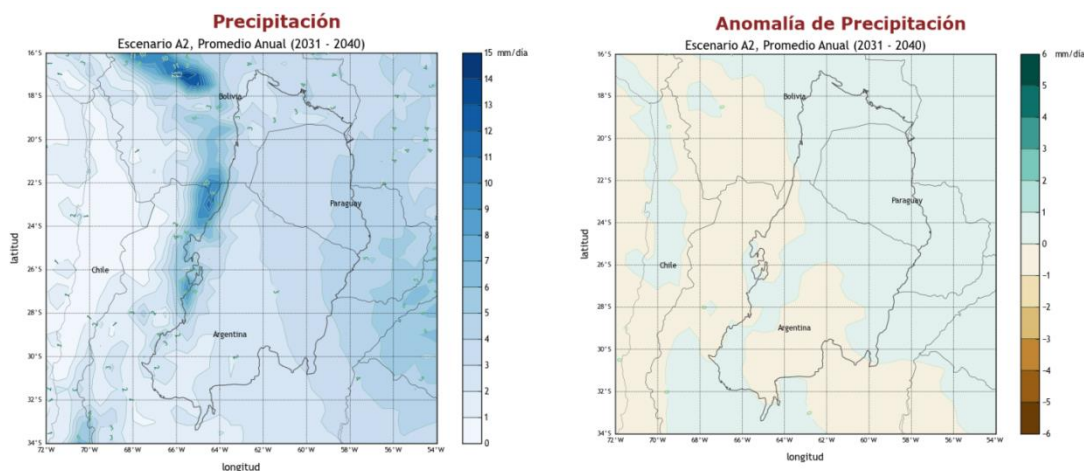 Precipitación
Escenario A2, Promedio Anual (2031 - 2040)
16°S
18°S
20°S
22°S
24°S
26°S
28°S
30°S
32°S
34°S
72°W
70°W
68°W
66°W
64°W
62°W
60°W
58°W
56°W
54°W
latitud
longitud
Bolivia
Paraguay
Chile
Argentina
15 mm/día
14
13
12
11
10
9
8
7
6
5
4
3
2
1
0
Anomalía de Precipitación
Escenario A2, Promedio Anual (2031 - 2040)
16°S
18°S
20°S
22°S
24°S
26°S
28°S
30°S
32°S
34°S
72°W
70°W
68°W
66°W
64°W
62°W
60°W
58°W
56°W
54°W
latitud
longitud
Bolivia
Paraguay
Chile
Argentina
6 mm/día
5
4
3
2
1
0
-1
-2
-3
-4
-5
-6